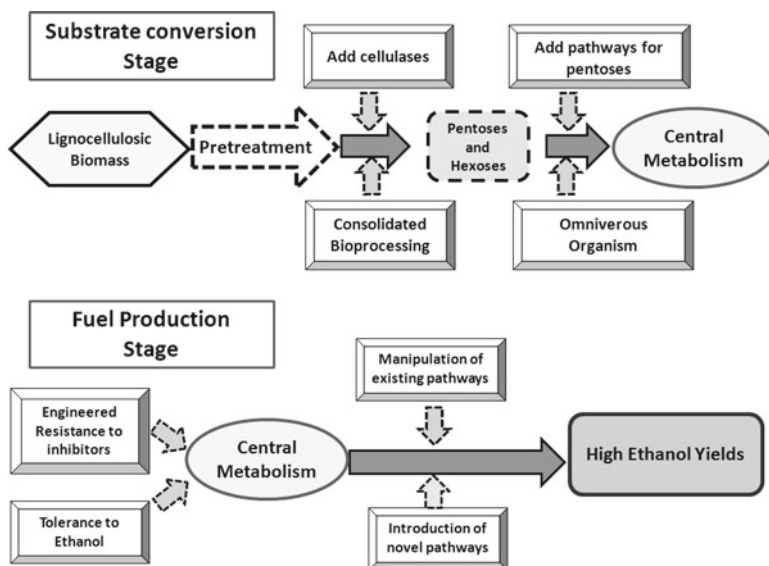 Substrate conversion
Stage
Add cellulases
Add pathways for
pentoses
Lignocellulosic
Biomass
Pretreatment
Pentoses
and
Hexoses
Central
Metabolism
Consolidated
Bioprocessing
Omniverous
Organism
Fuel Production
Stage
Manipulation of
existing pathways
Engineered
Resistance to
inhibitors
Central
Metabolism
High Ethanol Yields
Tolerance to
Ethanol
Introduction of
novel pathways